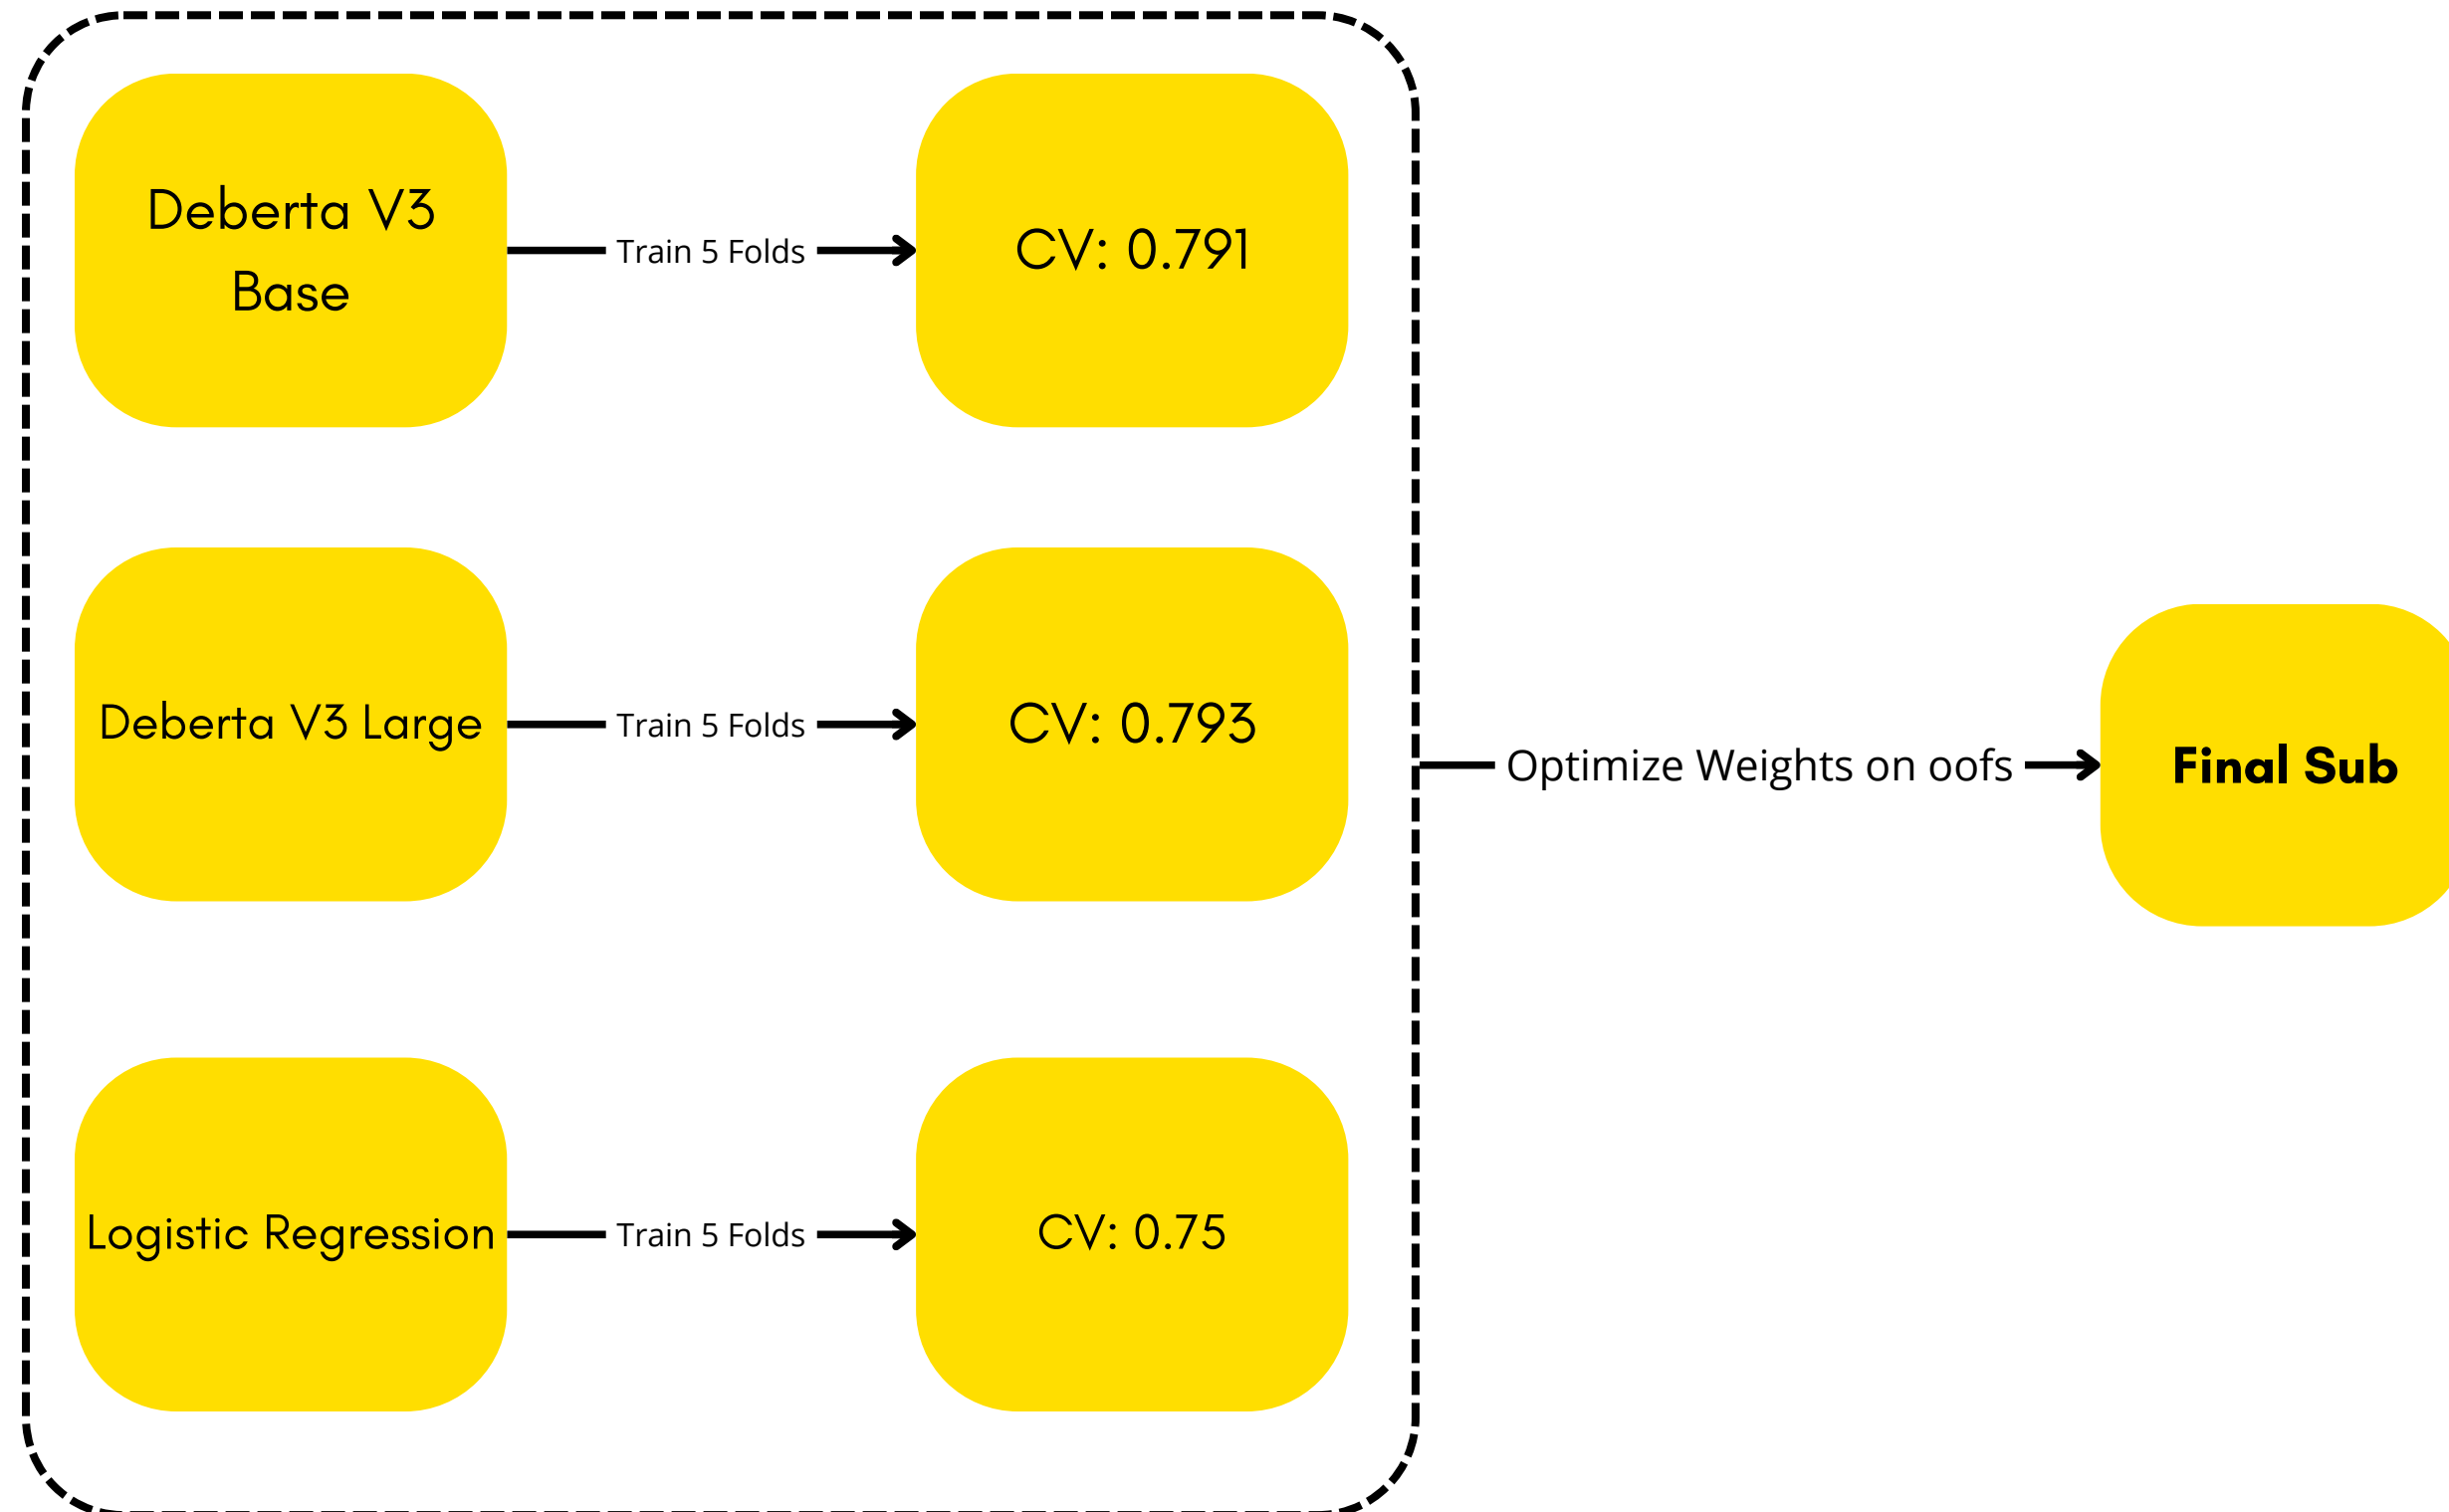 Deberta V3
Base
Train 5 Folds
CV: 0.791
Deberta V3 Large
Train 5 Folds
CV: 0.793
Optimize Weights on oofs
Final Sub
Logistic Regression
Train 5 Folds
CV: 0.75